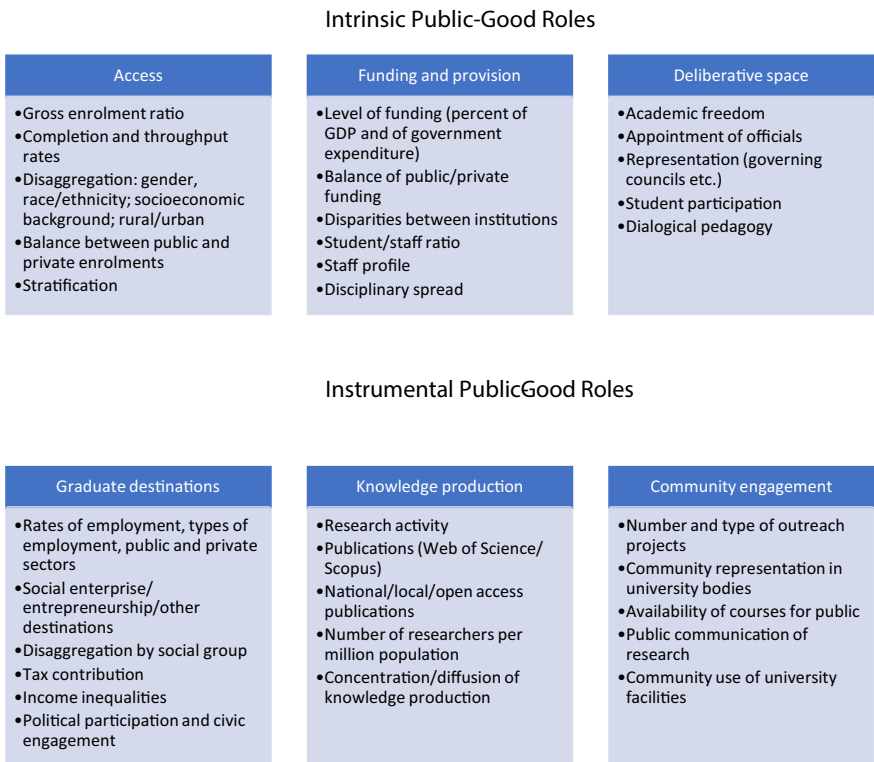 Intrinsic Public-Good Roles
Access
•Gross enrolment ratio
•Completion and throughput
rates
•Disaggregation: gender,
race/ethnicity; socioeconomic
background; rural/urban
•Balance between public and
private enrolments
•Stratification
Funding and provision
•Level of funding (percent of
GDP and of government
expenditure)
•Balance of public/private
funding
•Disparities between institutions
•Student/staff ratio
•Staff profile
•Disciplinary spread
Deliberative space
•Academic freedom
•Appointment of officials
•Representation (governing
councils etc.)
•Student participation
•Dialogical pedagogy
Instrumental Public-Good Roles
Graduate destinations
•Rates of employment, types of
employment, public and private
sectors
•Social enterprise/
entrepreneurship/other
destinations
•Disaggregation by social group
•Tax contribution
•Income inequalities
•Political participation and civic
engagement
Knowledge production
•Research activity
•Publications (Web of Science/
Scopus)
•National/local/open access
publications
•Number of researchers per
million population
•Concentration/diffusion of
knowledge production
Community engagement
•Number and type of outreach
projects
•Community representation in
university bodies
•Availability of courses for public
•Public communication of
research
•Community use of university
facilities